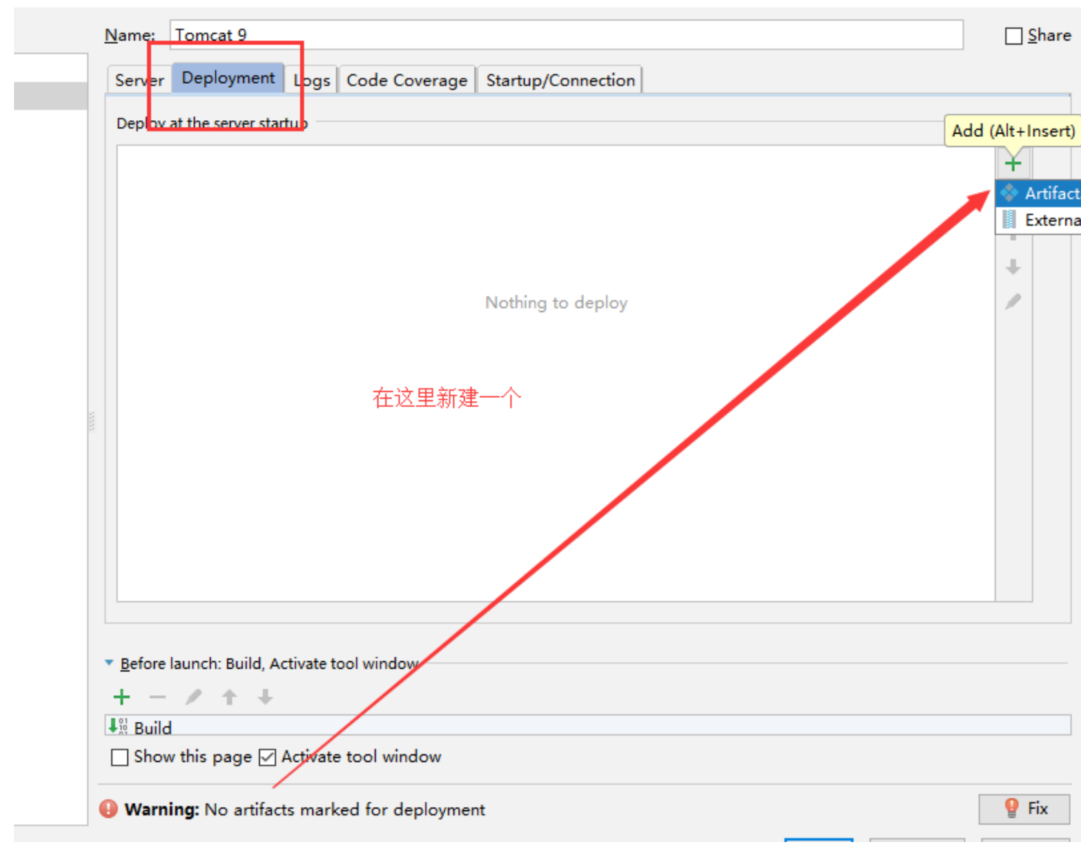 Name: Tomcat 9 Share
Server Deployment Logs Code Coverage Startup/Connection
Deploy at the server startup
Add (Alt+Insert)
Artifact
Externa
Nothing to deploy
在这里新建一个
Before launch: Build, Activate tool window
Build
Show this page Activate tool window
Warning: No artifacts marked for deployment Fix